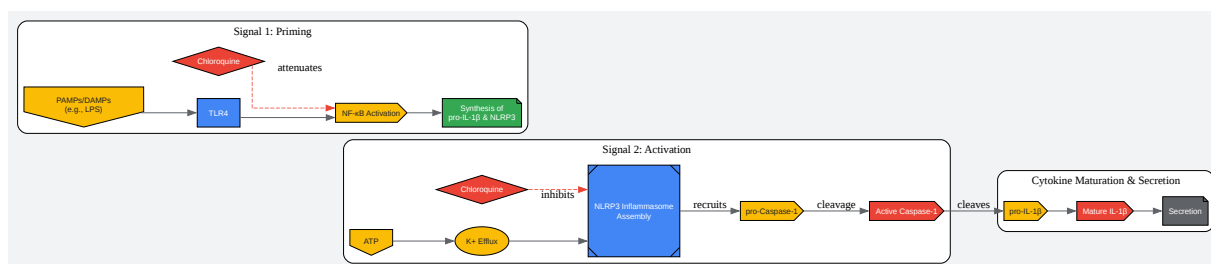 Signal 1: Priming
Chloroquine
attenuates
PAMPs/DAMPs
(e.g., LPS)
TLR4
NF-κB Activation
Synthesis of
pro-IL-1β & NLRP3
Signal 2: Activation
Chloroquine
inhibits
NLRP3 Inflammasome
Assembly
ATP
K+ Efflux
recruits
pro-Caspase-1
cleavage
Active Caspase-1
cleaves
Cytokine Maturation & Secretion
pro-IL-1β
Mature IL-1β
Secretion